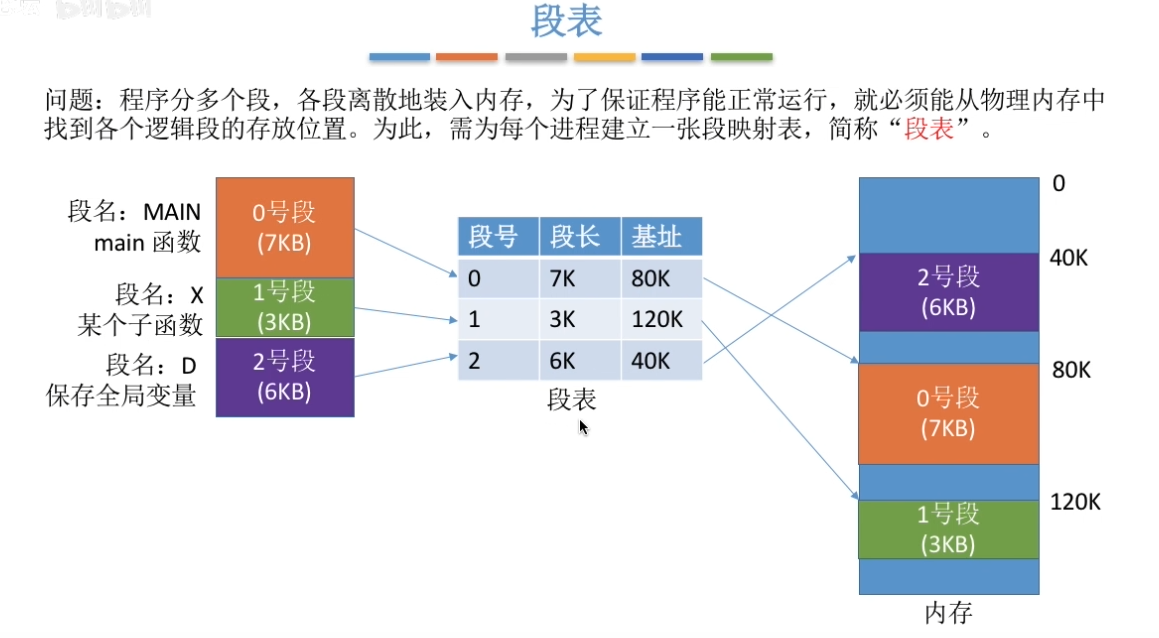 段表
问题：程序分多个段，各段离散地装入内存，为了保证程序能正常运行，就必须能从物理内存中
找到各个逻辑段的存放位置。为此，需为每个进程建立一张段映射表，简称“段表”。
段名：MAIN
main 函数
段名：X
某个子函数
段名：D
保存全局变量
0号段
(7KB)
1号段
(3KB)
2号段
(6KB)
段号 段长 基址
0 7K 80K
1 3K 120K
2 6K 40K
段表
0
40K
2号段
(6KB)
80K
0号段
(7KB)
120K
1号段
(3KB)
内存